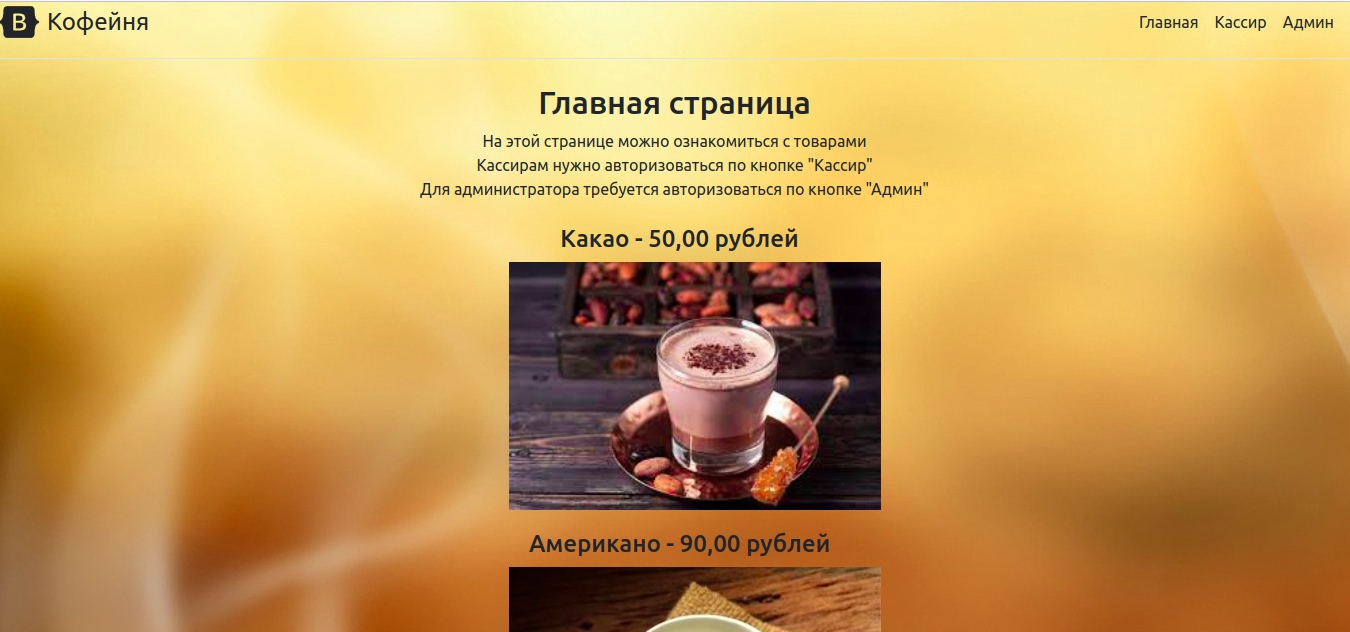 B Кофейня
Главная Кассир Админ
Главная страница
На этой странице можно ознакомиться с товарами
Кассирам нужно авторизоваться по кнопке "Кассир"
Для администратора требуется авторизоваться по кнопке "Админ"
Какао - 50,00 рублей
Американо - 90,00 рублей